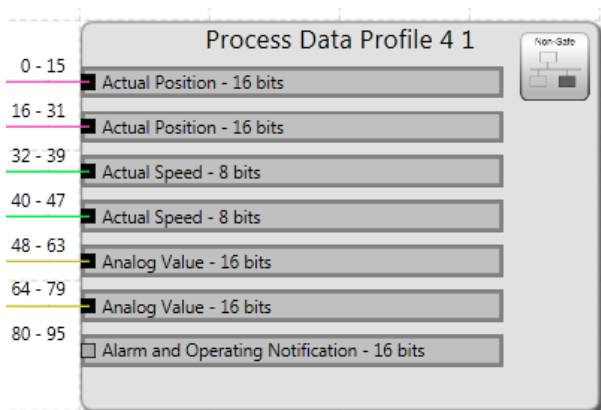 Process Data Profile 4 1
Non-Safe
0 - 15
Actual Position - 16 bits
16 - 31
Actual Position - 16 bits
32 - 39
Actual Speed - 8 bits
40 - 47
Actual Speed - 8 bits
48 - 63
Analog Value - 16 bits
64 - 79
Analog Value - 16 bits
80 - 95
Alarm and Operating Notification - 16 bits